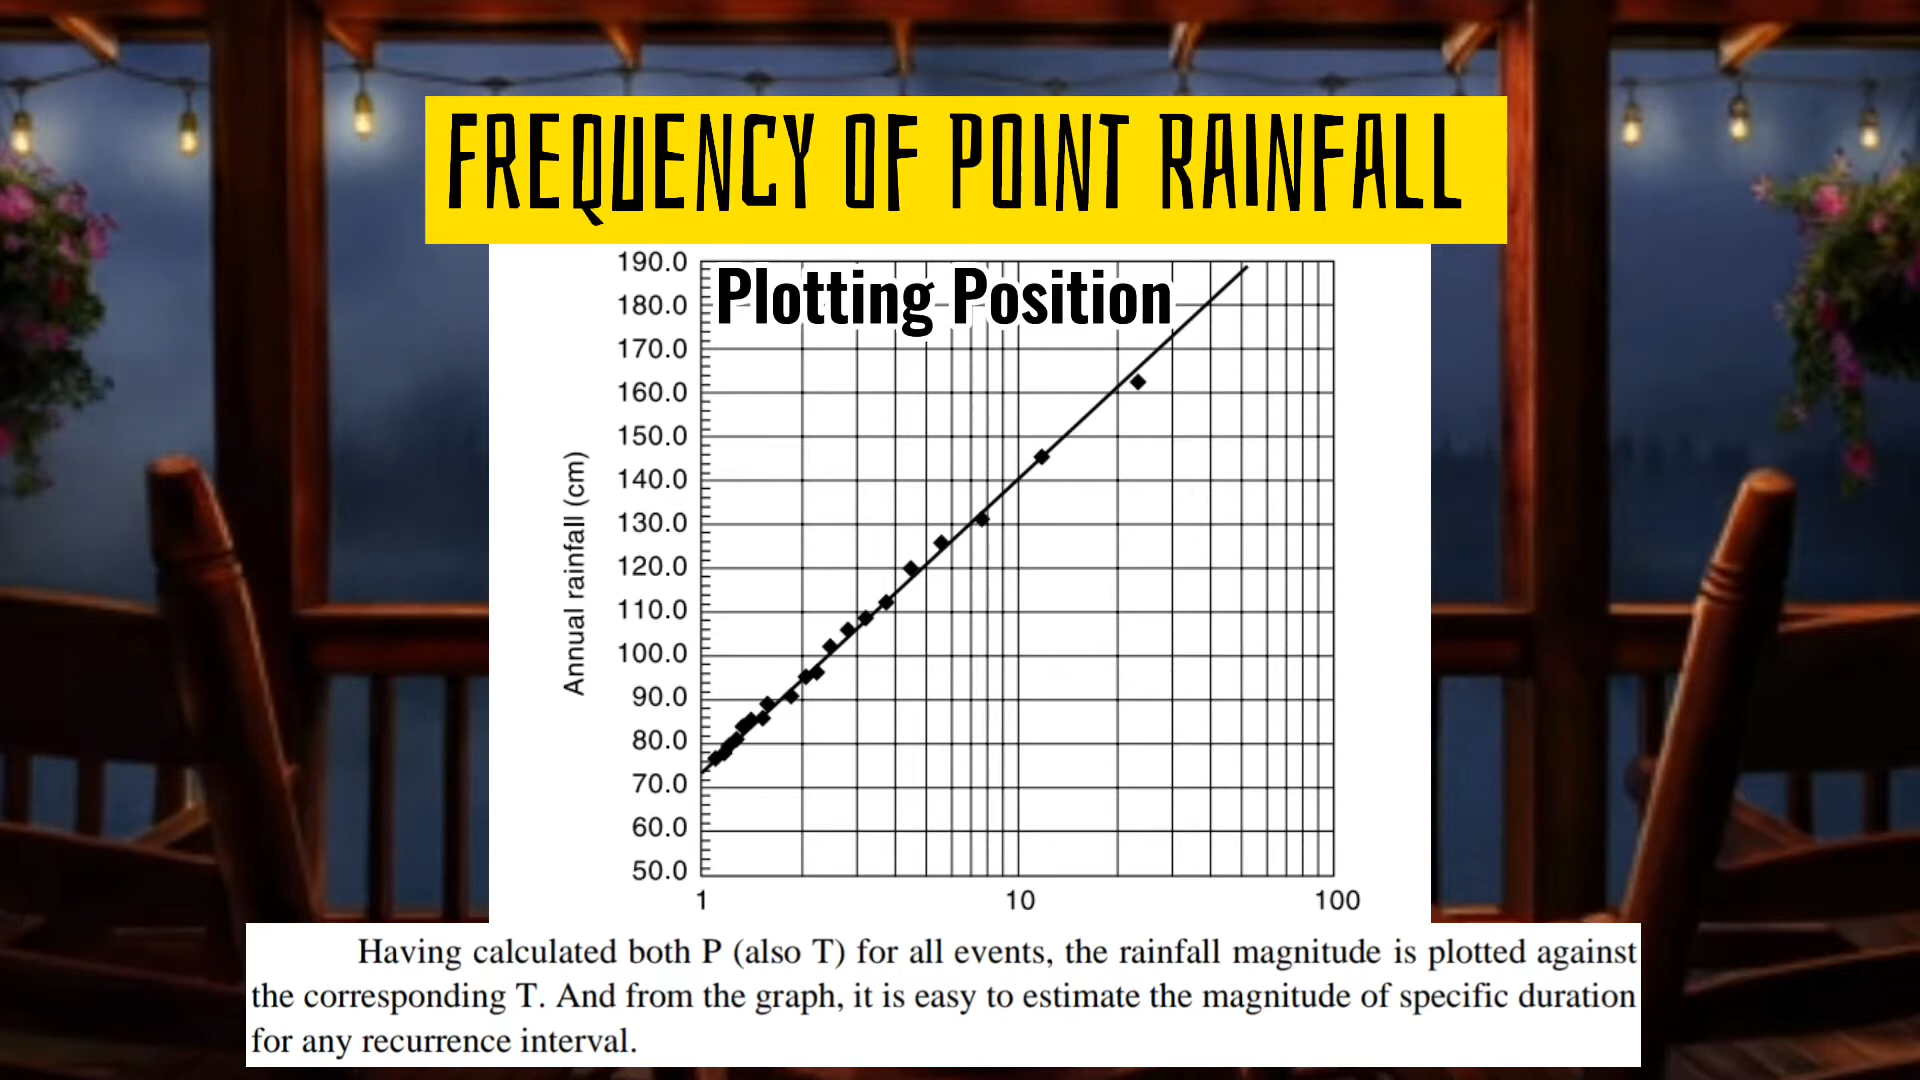 FREQUENCY OF POINT RAINFALL
Plotting Position
190.0
180.0
170.0
160.0
150.0
140.0
130.0
120.0
110.0
100.0
90.0
80.0
70.0
60.0
50.0
Annual rainfall (cm)
1 10 100
Having calculated both P (also T) for all events, the rainfall magnitude is plotted against
the corresponding T. And from the graph, it is easy to estimate the magnitude of specific duration
for any recurrence interval.